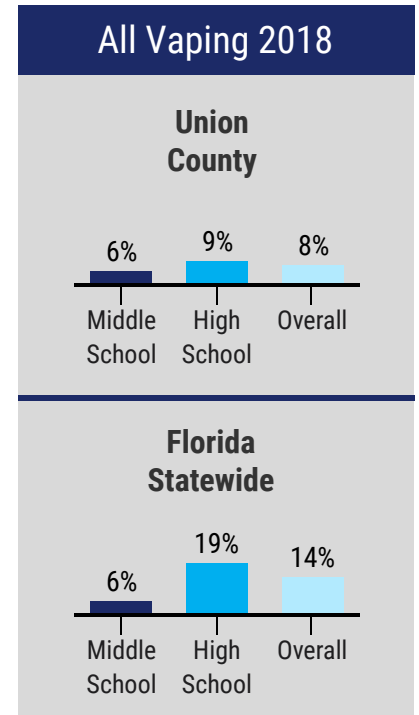 All Vaping 2018
Union
County
6%
9%
8%
Middle
School
High
School
Overall
Florida
Statewide
6%
19%
14%
Middle
School
High
School
Overall